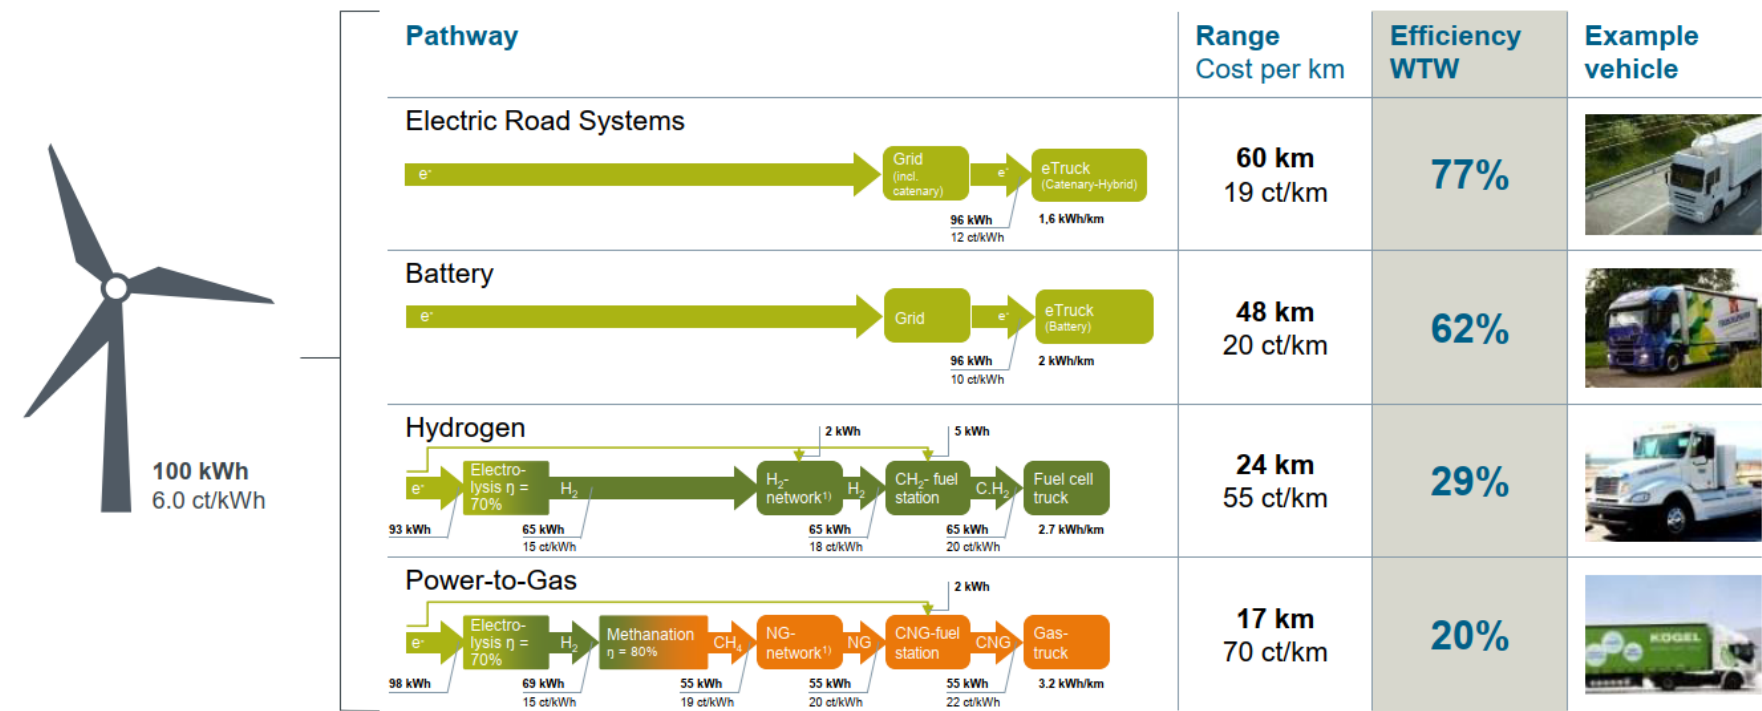 Pathway
Range
Cost per km
Efficiency
WTW
Example
vehicle
100 kWh
6.0 ct/kWh
Electric Road Systems
e-
Grid
(incl.
catenary)
e-
eTruck
(Catenary-Hybrid)
96 kWh
12 ct/kWh
1,6 kWh/km
60 km
19 ct/km
77%
Battery
e-
Grid
e-
eTruck
(Battery)
96 kWh
10 ct/kWh
2 kWh/km
48 km
20 ct/km
62%
Hydrogen
2 kWh
5 kWh
e-
Electro-
lysis η =
70%
H2
H2-
network1)
H2
CH2- fuel
station
C.H2
Fuel cell
truck
93 kWh
65 kWh
15 ct/kWh
65 kWh
18 ct/kWh
65 kWh
20 ct/kWh
2.7 kWh/km
24 km
55 ct/km
29%
Power-to-Gas
2 kWh
e-
Electro-
lysis η =
70%
H2
Methanation
η = 80%
CH4
NG-
network1)
NG
CNG-fuel
station
CNG
Gas-
truck
98 kWh
69 kWh
15 ct/kWh
55 kWh
19 ct/kWh
55 kWh
20 ct/kWh
55 kWh
22 ct/kWh
3.2 kWh/km
17 km
70 ct/km
20%
KÖGEL